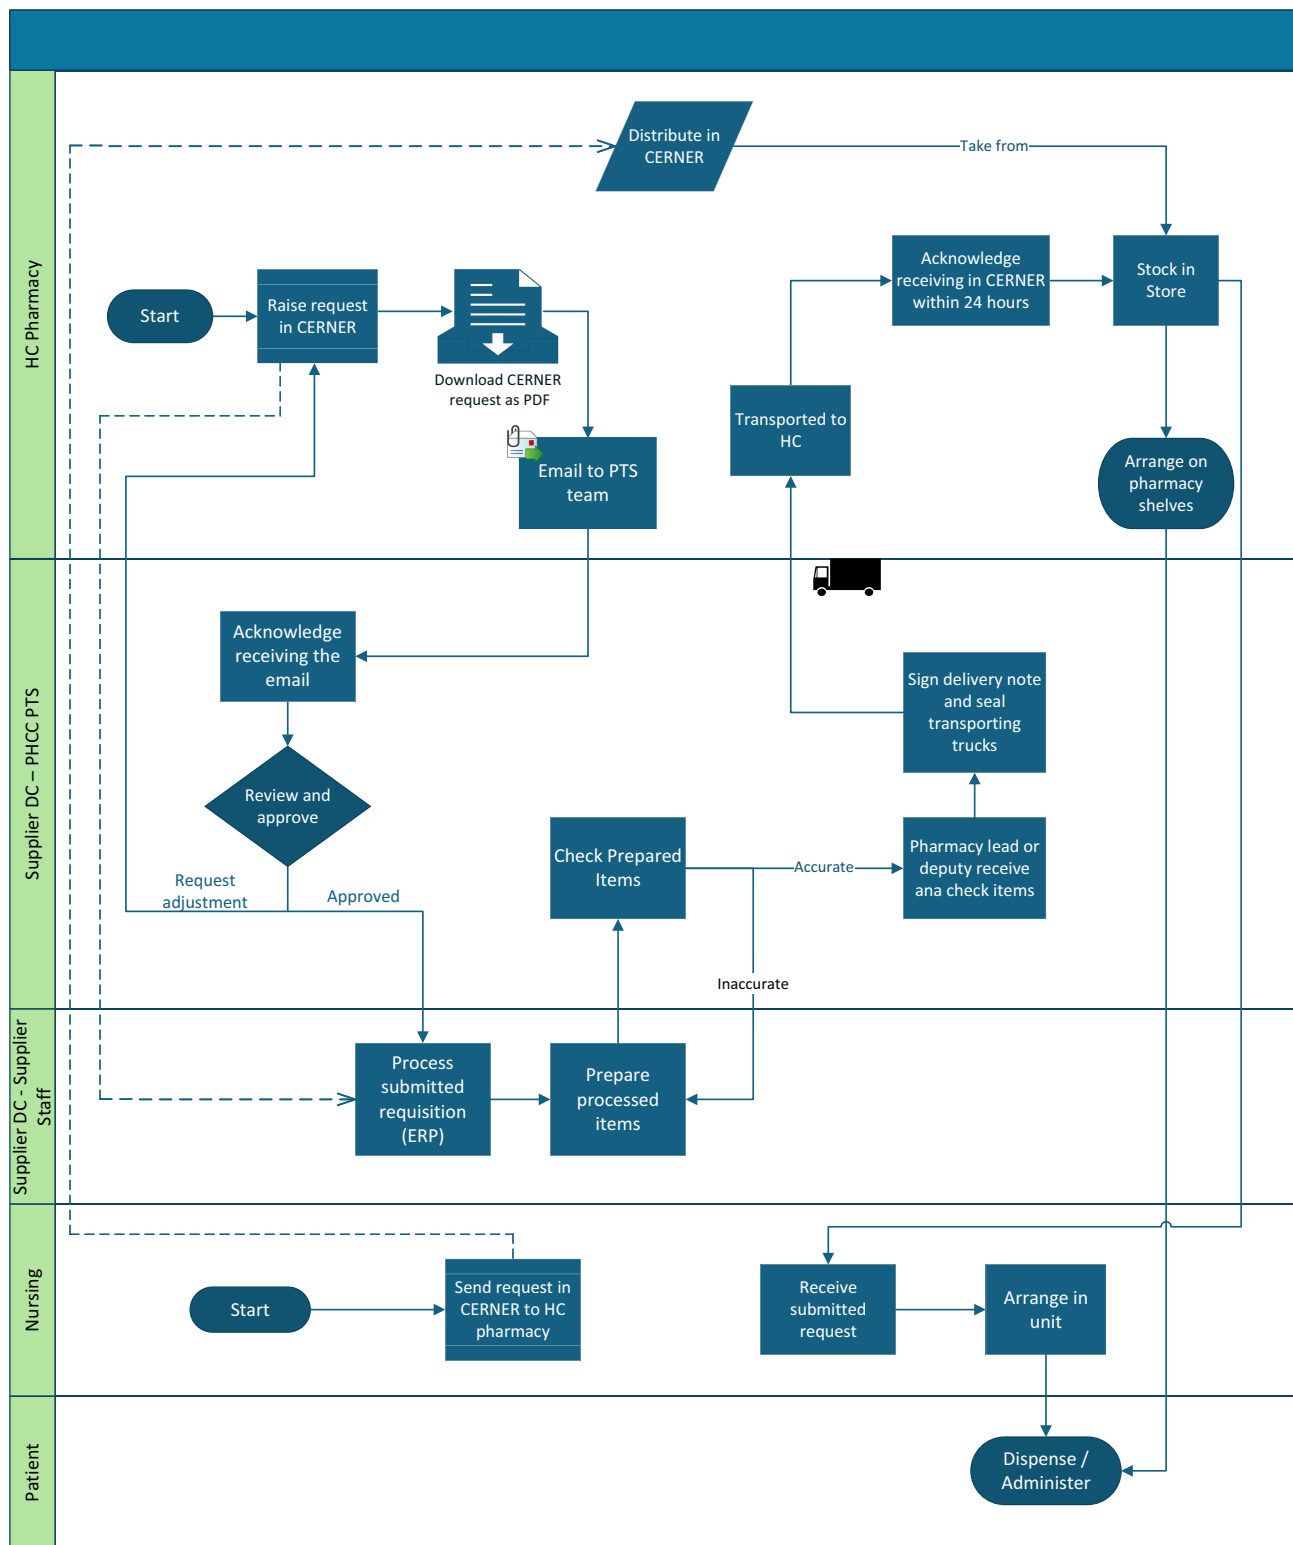 HC Pharmacy
Distribute in
CERNER
Take from
Start
Raise request
in CERNER
Download CERNER
request as PDF
Email to PTS
team
Transported to
HC
Acknowledge
receiving in CERNER
within 24 hours
Stock in
Store
Arrange on
pharmacy
shelves
Supplier DC – PHCC PTS
Acknowledge
receiving the
email
Review and
approve
Request
adjustment
Approved
Check Prepared
Items
Accurate
Inaccurate
Sign delivery note
and seal
transporting
trucks
Pharmacy lead or
deputy receive
ana check items
Supplier DC - Supplier
Staff
Process
submitted
requisition
(ERP)
Prepare
processed
items
Nursing
Start
Send request in
CERNER to HC
pharmacy
Receive
submitted
request
Arrange in
unit
Patient
Dispense /
Administer